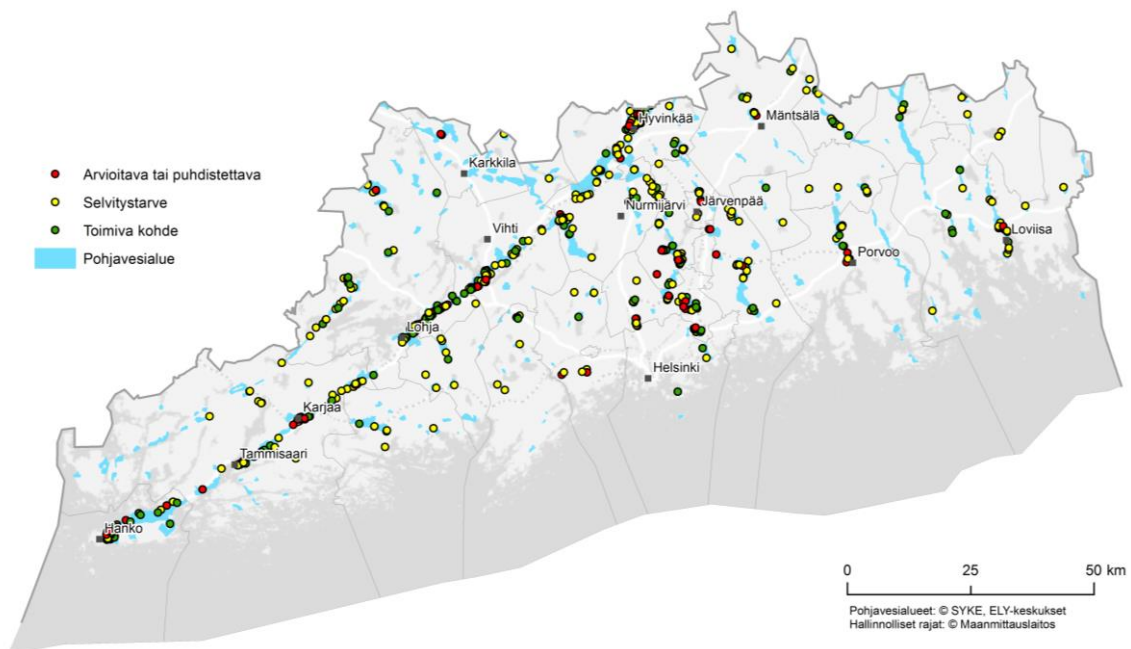 Arvioitava tai puhdistettava
Selvitystarve
Toimiva kohde
Pohjavesialue
Hyvinkää
Mäntsälä
Karkkila
Nurmijärvi
Järvenpää
Vihti
Loviisa
Porvoo
Lohja
Helsinki
Karjaa
Tammisaari
Hanko
0 25 50 km
Pohjavesialueet: © SYKE, ELY-keskukset
Hallinnolliset rajat: © Maanmittauslaitos